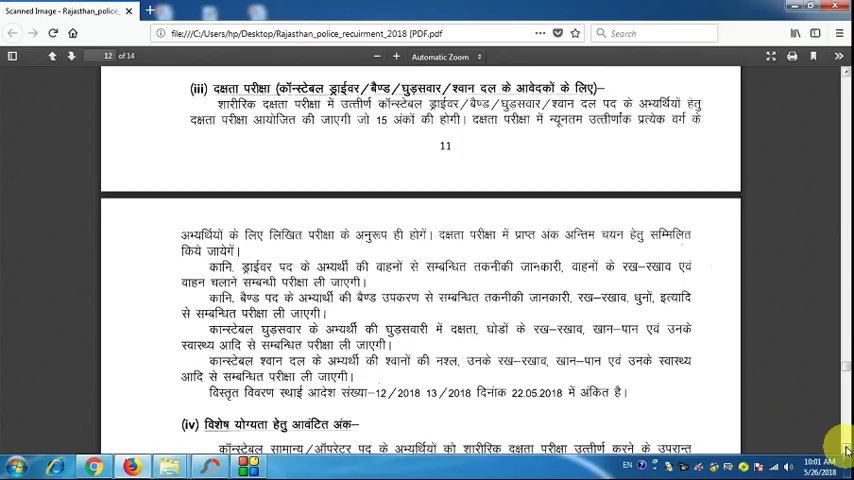 Scanned Image - Rajasthan_police_
file:///C:/Users/hp/Desktop/Rajasthan_police_recuirment_2018 [PDF.pdf
Search
12 of 14
Automatic Zoom
(iii) दक्षता परीक्षा (कॉन्स्टेबल ड्राईवर/बैण्ड/घुड़सवार/श्वान दल के आवेदकों के लिए)-
शारीरिक दक्षता परीक्षा में उत्तीर्ण कॉन्स्टेबल ड्राईवर/बैण्ड/घुड़सवार/श्वान दल पद के अभ्यर्थियों हेतु
दक्षता परीक्षा आयोजित की जाएगी जो 15 अंकों की होगी। दक्षता परीक्षा में न्यूनतम उत्तीर्णांक प्रत्येक वर्ग के
11
अभ्यर्थियों के लिए लिखित परीक्षा के अनुरूप ही होगें। दक्षता परीक्षा में प्राप्त अंक अन्तिम चयन हेतु सम्मिलित
किये जायेगें।
कानि. ड्राईवर पद के अभ्यर्थी की वाहनों से सम्बन्धित तकनीकी जानकारी, वाहनों के रख-रखाव एवं
वाहन चलाने सम्बन्धी परीक्षा ली जाएगी।
कानि. बैण्ड पद के अभ्यार्थी की बैण्ड उपकरण से सम्बन्धित तकनीकी जानकारी, रख-रखाव, धुनों, इत्यादि
से सम्बन्धित परीक्षा ली जाएगी।
कान्स्टेबल घुड़सवार के अभ्यर्थी की घुड़सवारी में दक्षता, घोडों के रख-रखाव, खान-पान एवं उनके
स्वास्थ्य आदि से सम्बन्धित परीक्षा ली जाएगी।
कान्स्टेबल श्वान दल के अभ्यर्थी की श्वानों की नश्ल, उनके रख-रखाव, खान-पान एवं उनके स्वास्थ्य
आदि से सम्बन्धित परीक्षा ली जाएगी।
विस्तृत विवरण स्थाई आदेश संख्या-12/2018 13/2018 दिनांक 22.05.2018 में अंकित है।
(iv) विशेष योग्यता हेतु आवंटित अंक-
कॉन्स्टेबल सामान्य/ऑपरेटर पद के अभ्यर्थियों को शारीरिक दक्षता परीक्षा उत्तीर्ण करने के उपरान्त
EN
10:01 AM
5/26/2018